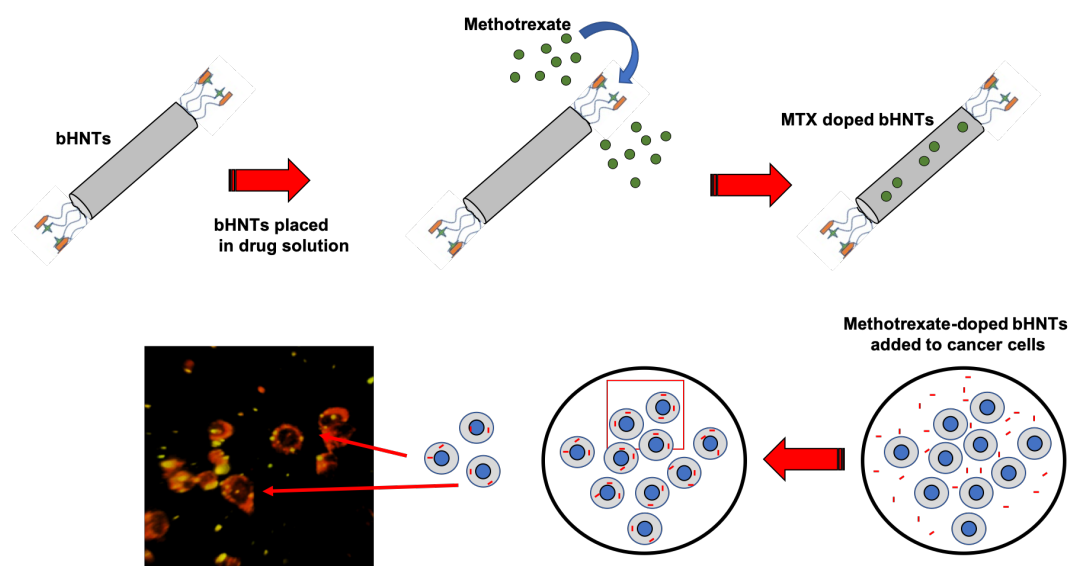 Methotrexate
bHNTs
MTX doped bHNTs
bHNTs placed
in drug solution
Methotrexate-doped bHNTs
added to cancer cells